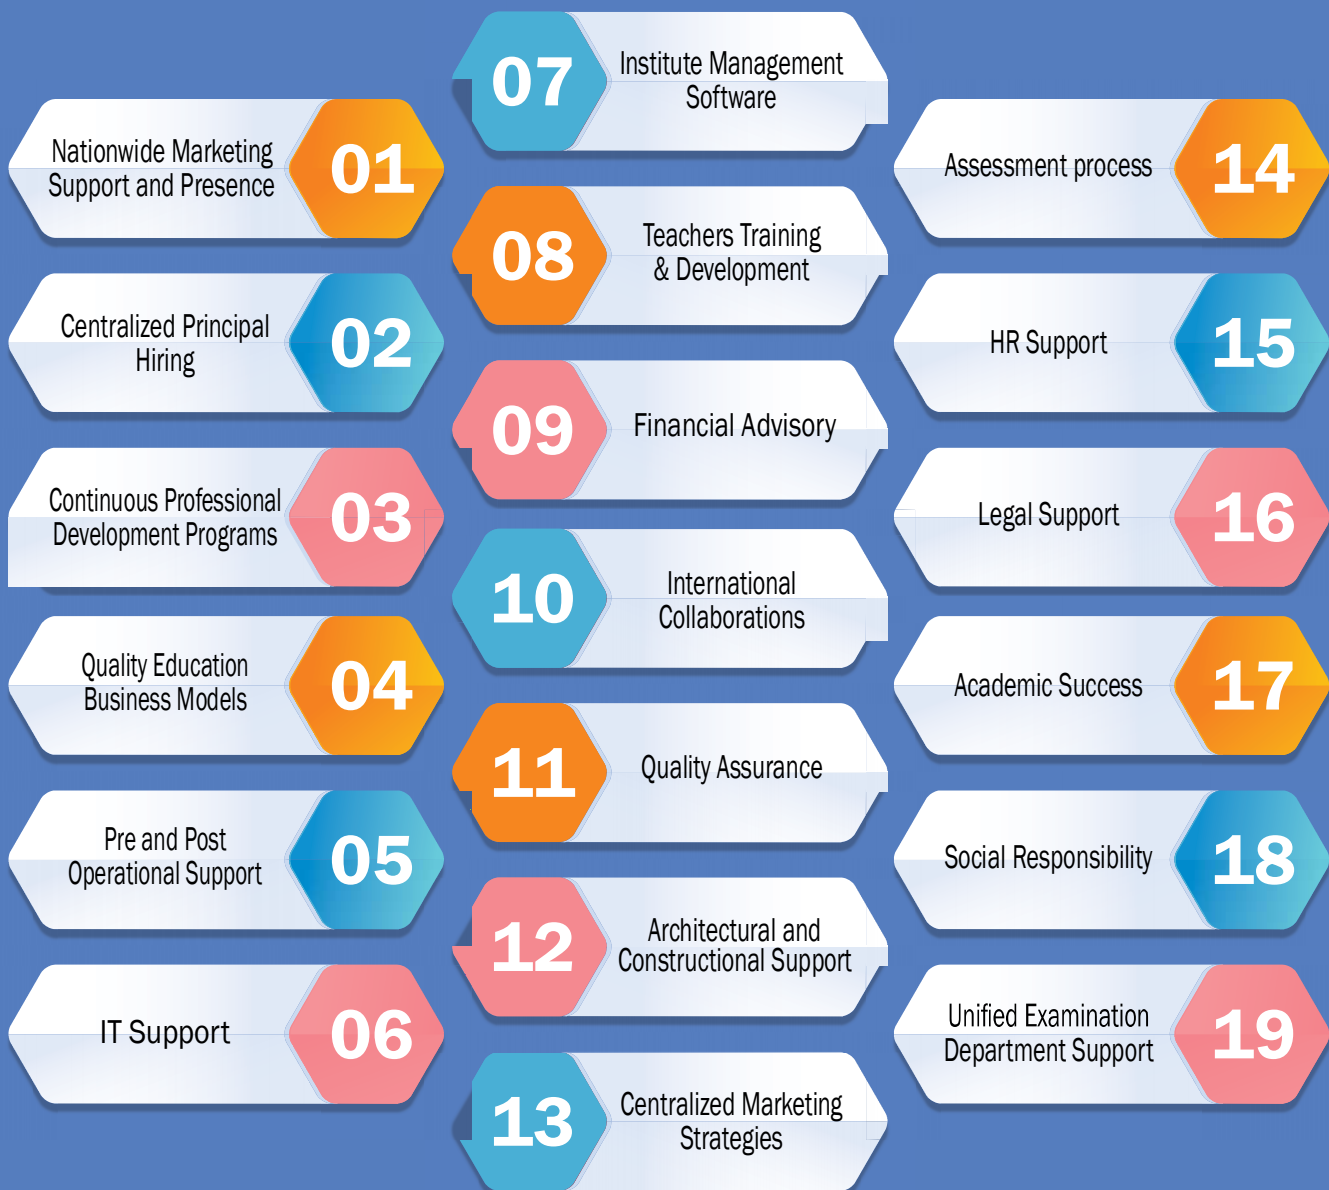 Nationwide Marketing
Support and Presence
01
Centralized Principal
Hiring
02
Continuous Professional
Development Programs
03
Quality Education
Business Models
04
Pre and Post
Operational Support
05
IT Support
06
07
Institute Management
Software
08
Teachers Training
& Development
09
Financial Advisory
10
International
Collaborations
11
Quality Assurance
12
Architectural and
Constructional Support
13
Centralized Marketing
Strategies
Assessment process
14
HR Support
15
Legal Support
16
Academic Success
17
Social Responsibility
18
Unified Examination
Department Support
19